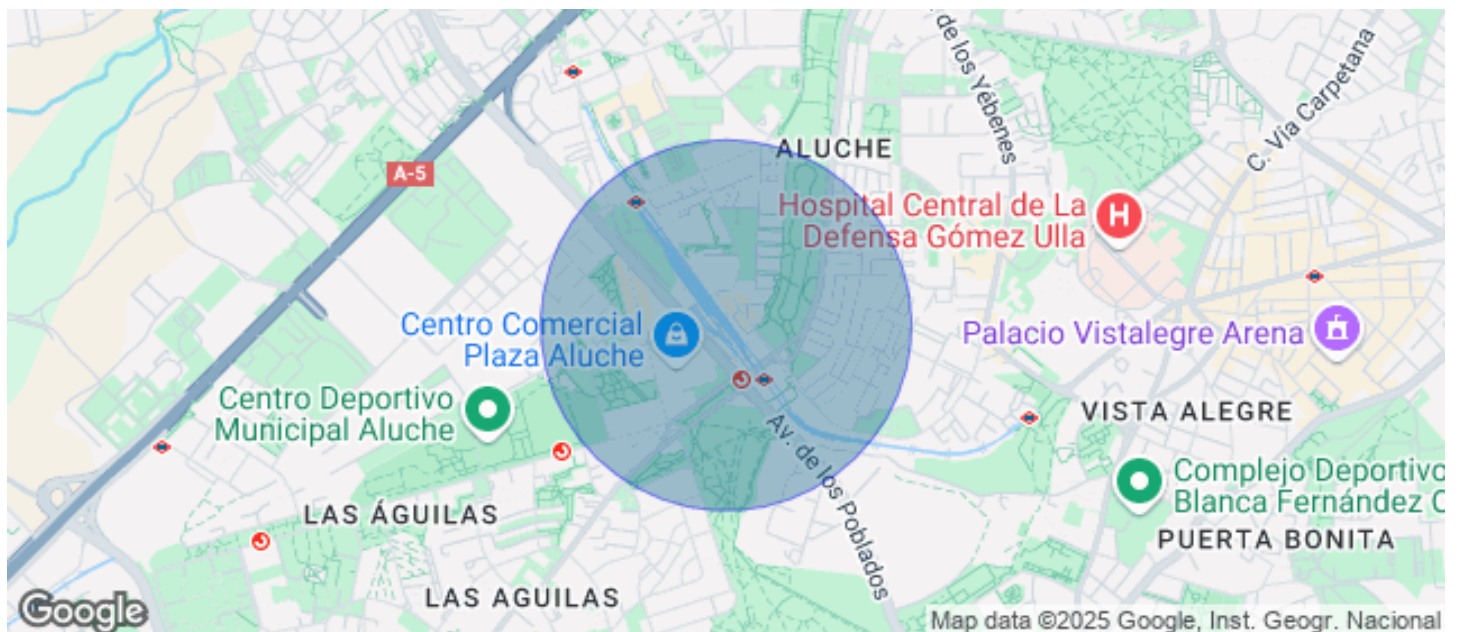 de los Yébenes
C. Vía Carpetana
ALUCHE
A-5
Hospital Central de La
Defensa Gómez Ulla
H
Centro Comercial
Plaza Aluche
Palacio Vistalegre Arena
Centro Deportivo
Municipal Aluche
VISTA ALEGRE
Av. de los Poblados
Complejo Deportivo
Blanca Fernández O
LAS ÁGUILAS
PUERTA BONITA
LAS AGUILAS
Google
Map data ©2025 Google, Inst. Geogr. Nacional